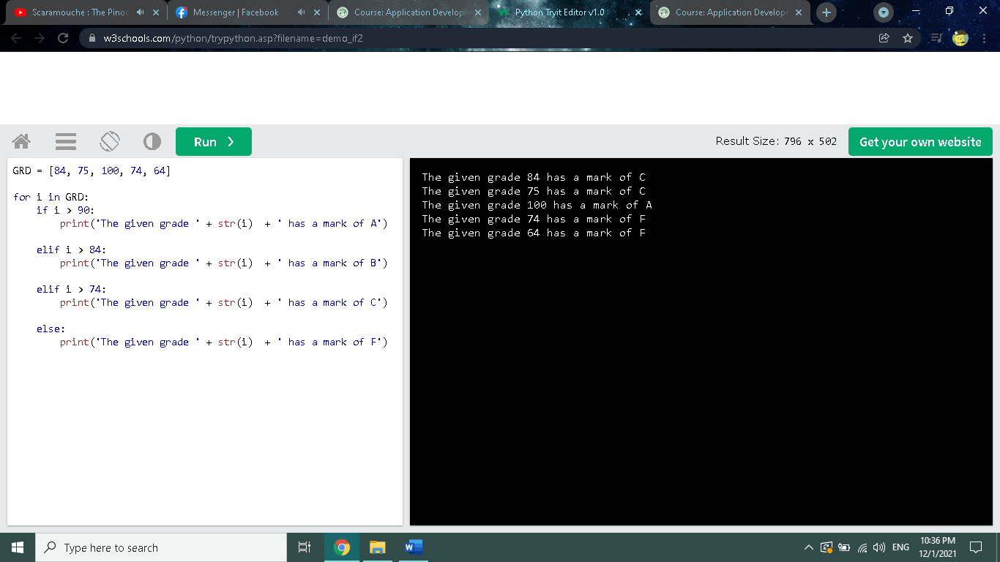 Scaramouche : The Pinoc
Messenger | Facebook
Course: Application Developm
Python Tryit Editor v1.0
Course: Application Developm
w3schools.com/python/trypython.asp?filename=demo_if2
Run ❯
Result Size: 796 x 502
Get your own website
GRD = [84, 75, 100, 74, 64]
for i in GRD:
    if i > 90:
        print('The given grade ' + str(i)  + ' has a mark of A')
    elif i > 84:
        print('The given grade ' + str(i)  + ' has a mark of B')
    elif i > 74:
        print('The given grade ' + str(i)  + ' has a mark of C')
    else:
        print('The given grade ' + str(i)  + ' has a mark of F')
The given grade 84 has a mark of C
The given grade 75 has a mark of C
The given grade 100 has a mark of A
The given grade 74 has a mark of F
The given grade 64 has a mark of F
Type here to search
W
ENG
10:36 PM
12/1/2021